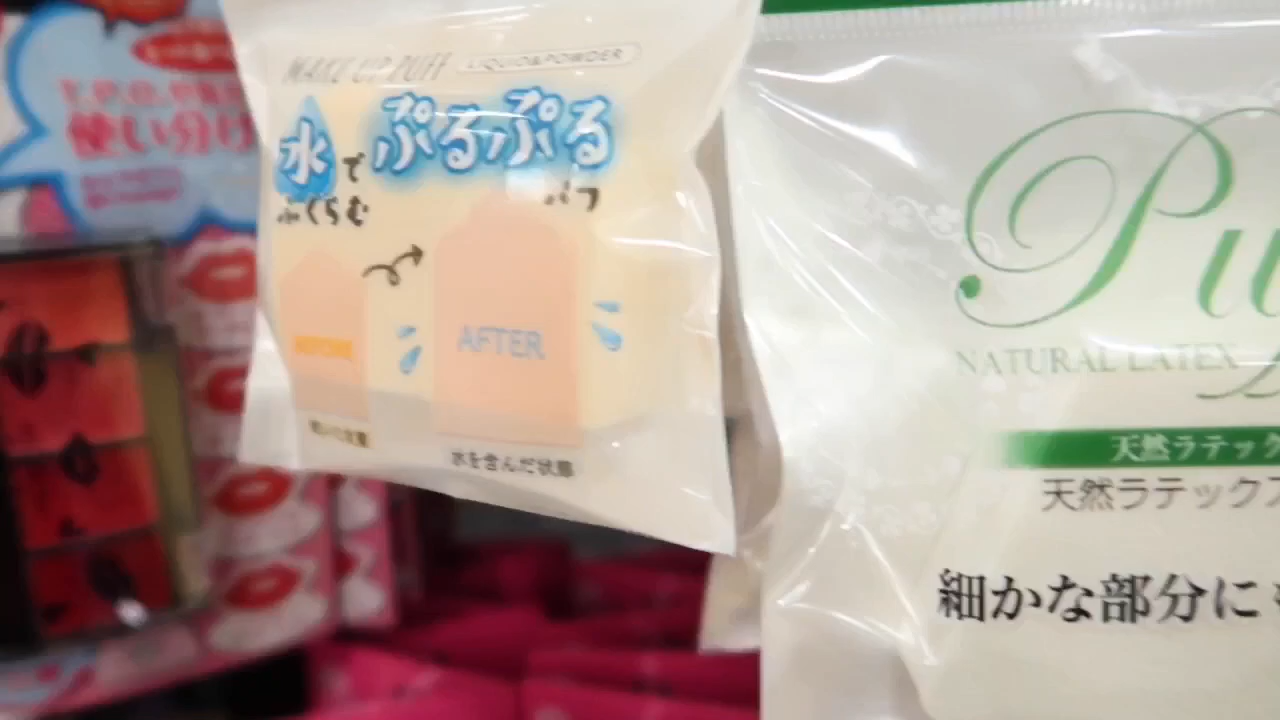 MAKE UP PUFF LIQUID&POWDER
水でぷるぷる
ふくらむ パフ
AFTER
水を含んだ状態
使い分け
Pu
NATURAL LATEX
天然ラテック
天然ラテック
細かな部分に